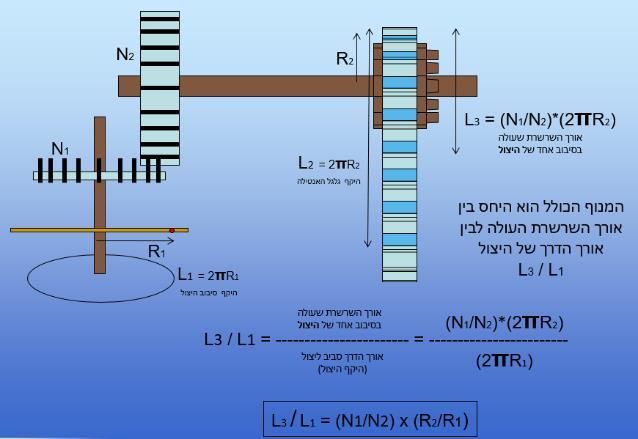 N2
R2
N1
L3 = (N1/N2)*(2πR2)
אורך השרשרת שעולה
בסיבוב אחד של היצול
L2 = 2πR2
היקף גלגל האנטילה
המנוף הכולל הוא היחס בין
אורך השרשרת העולה לבין
אורך הדרך של היצול
L3 / L1
R1
L1 = 2πR1
היקף סיבוב היצול
L3 / L1 = אורך השרשרת שעולה בסיבוב אחד של היצול
---------------------- = (N1/N2)*(2πR2)
אורך הדרך סביב ליצול
(היקף היצול)
-----------------------
(2πR1)
L3 / L1 = (N1/N2) x (R2/R1)